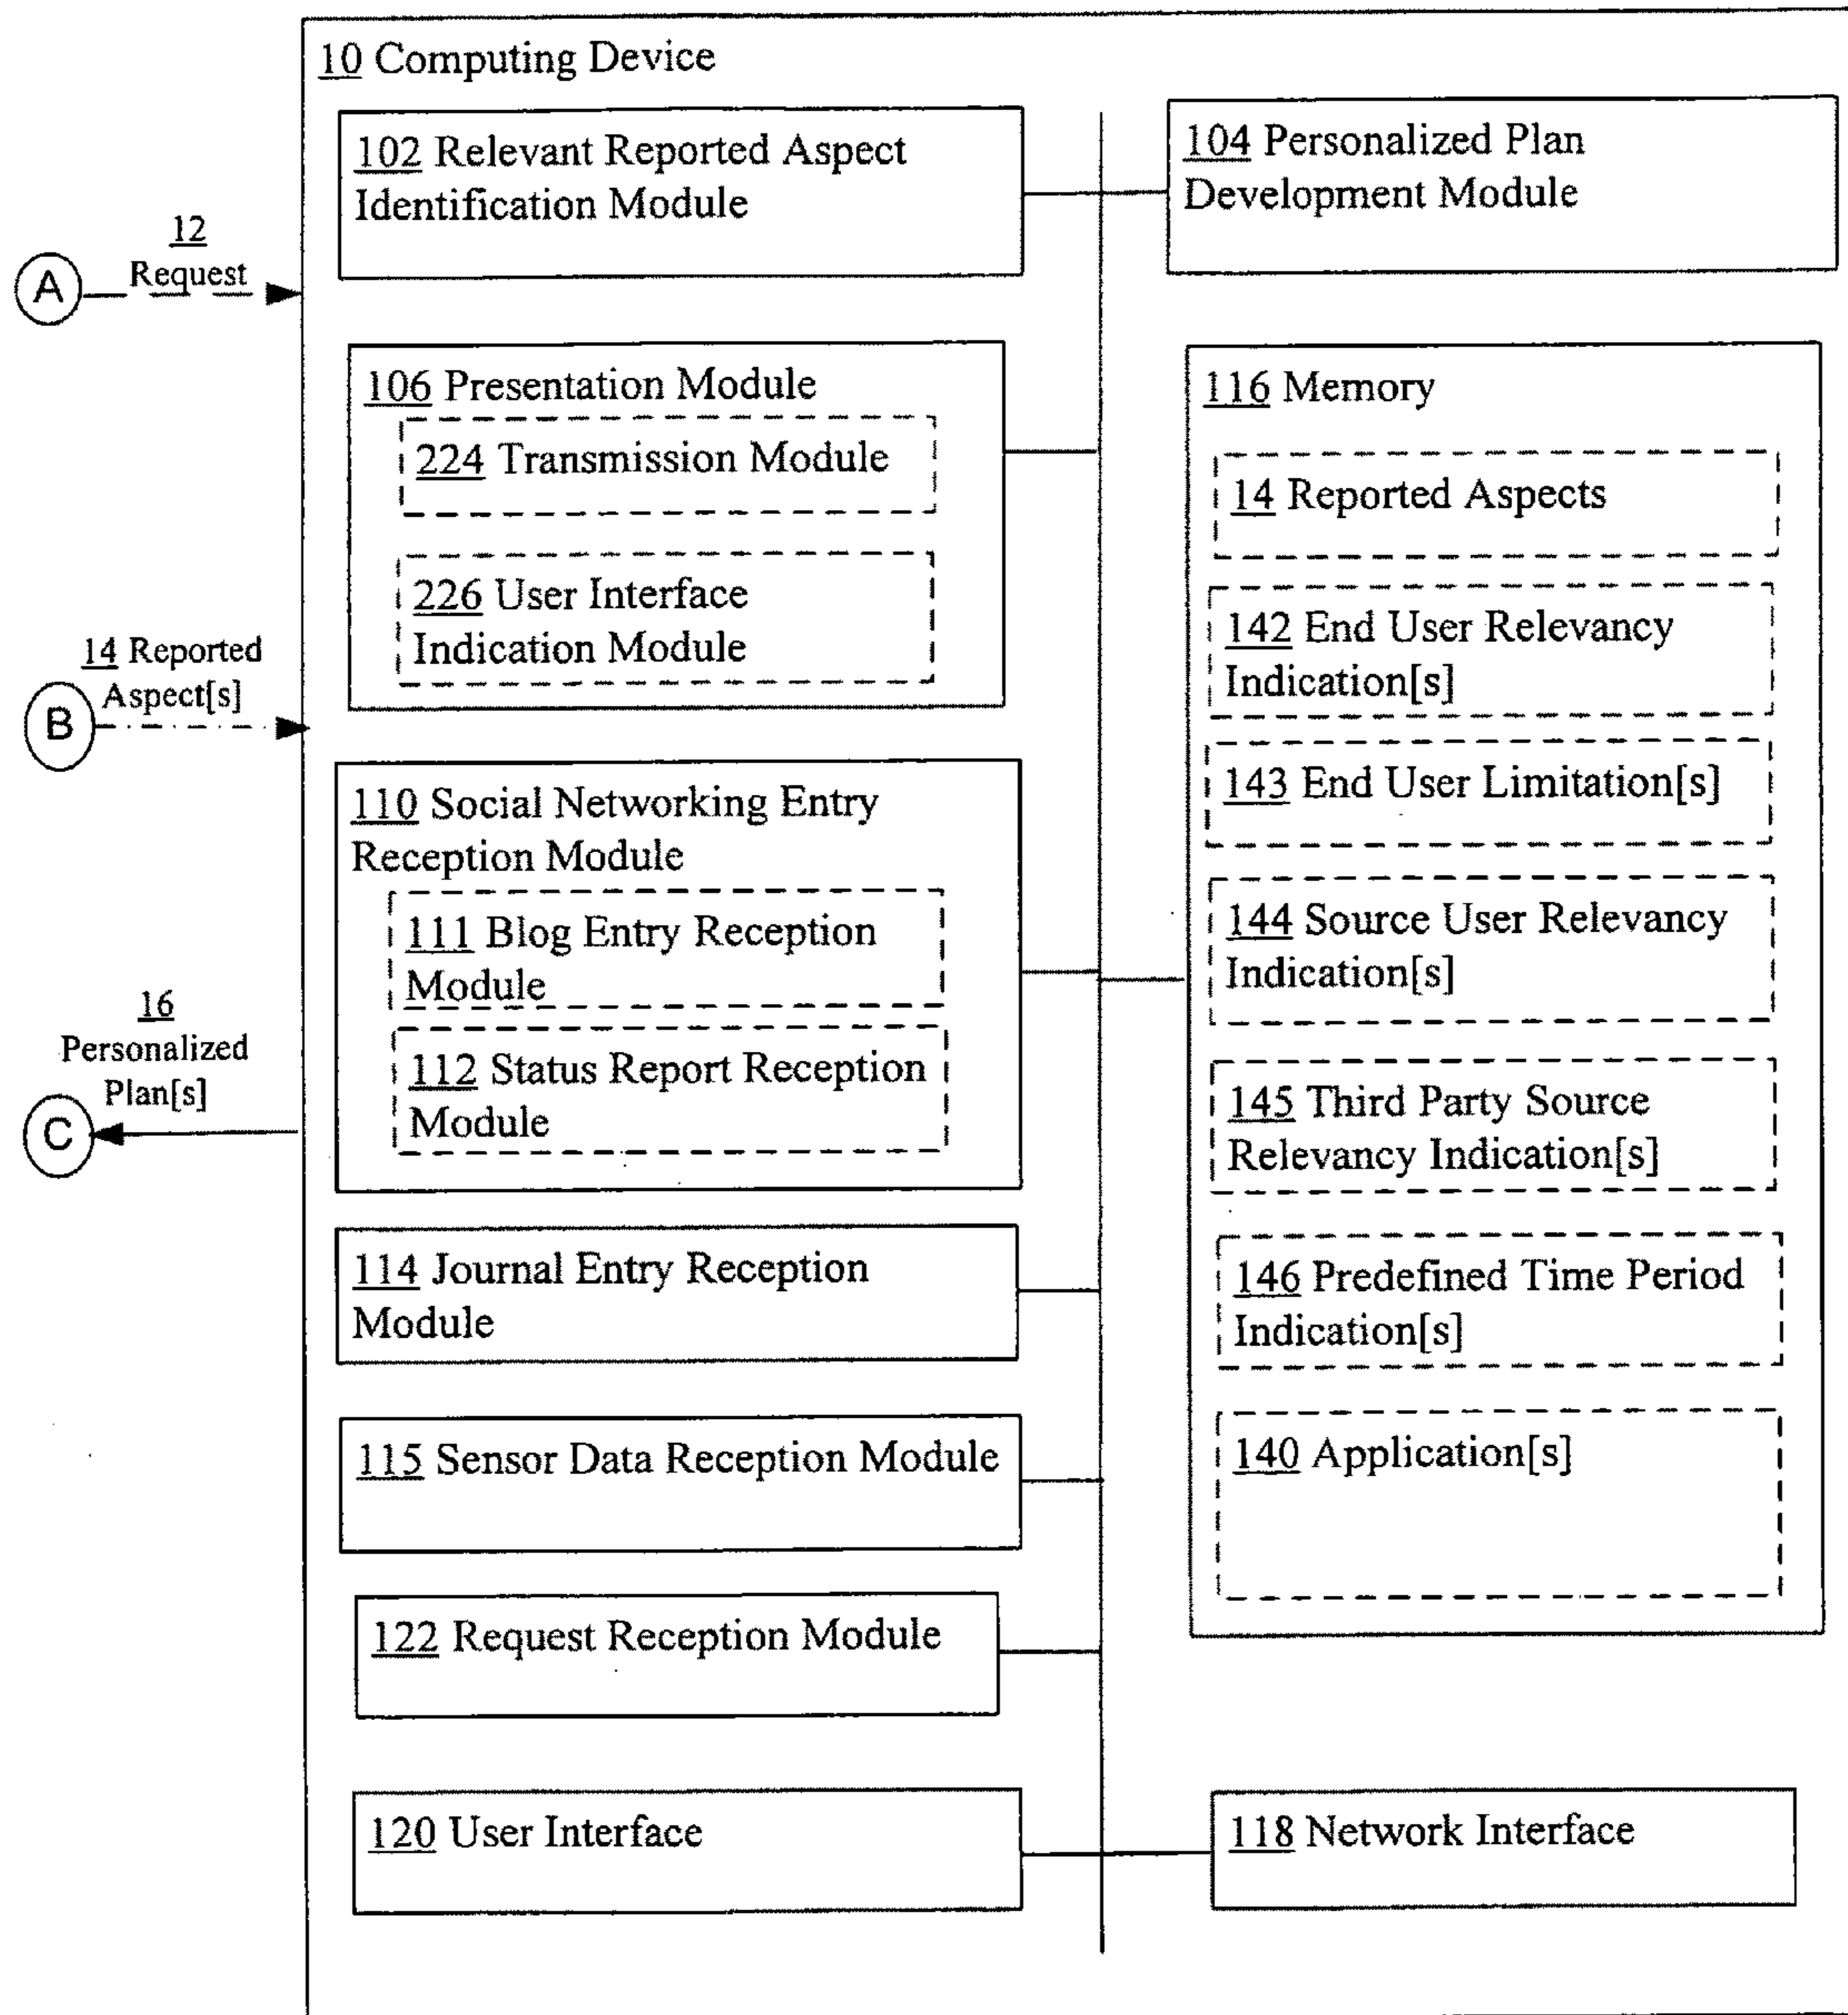 10 Computing Device
102 Relevant Reported Aspect
Identification Module
104 Personalized Plan
Development Module
12
Request
A
106 Presentation Module
224 Transmission Module
226 User Interface
Indication Module
14 Reported
Aspect[s]
B
110 Social Networking Entry
Reception Module
111 Blog Entry Reception
Module
112 Status Report Reception
Module
16
Personalized
Plan[s]
C
114 Journal Entry Reception
Module
115 Sensor Data Reception Module
122 Request Reception Module
120 User Interface
116 Memory
14 Reported Aspects
142 End User Relevancy
Indication[s]
143 End User Limitation[s]
144 Source User Relevancy
Indication[s]
145 Third Party Source
Relevancy Indication[s]
146 Predefined Time Period
Indication[s]
140 Application[s]
118 Network Interface